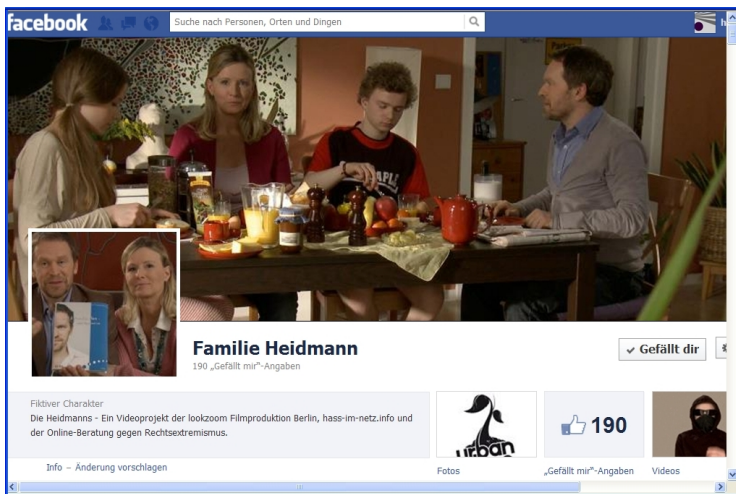 facebook
Suche nach Personen, Orten und Dingen
h
Familie Heidmann
190 „Gefällt mir“-Angaben
Gefällt dir
Fiktiver Charakter
Die Heidmanns - Ein Videoprojekt der lookzoom Filmproduktion Berlin, hass-im-netz.info und
der Online-Beratung gegen Rechtsextremismus.
urban
190
Info – Änderung vorschlagen
Fotos
„Gefällt mir“-Angaben
Videos